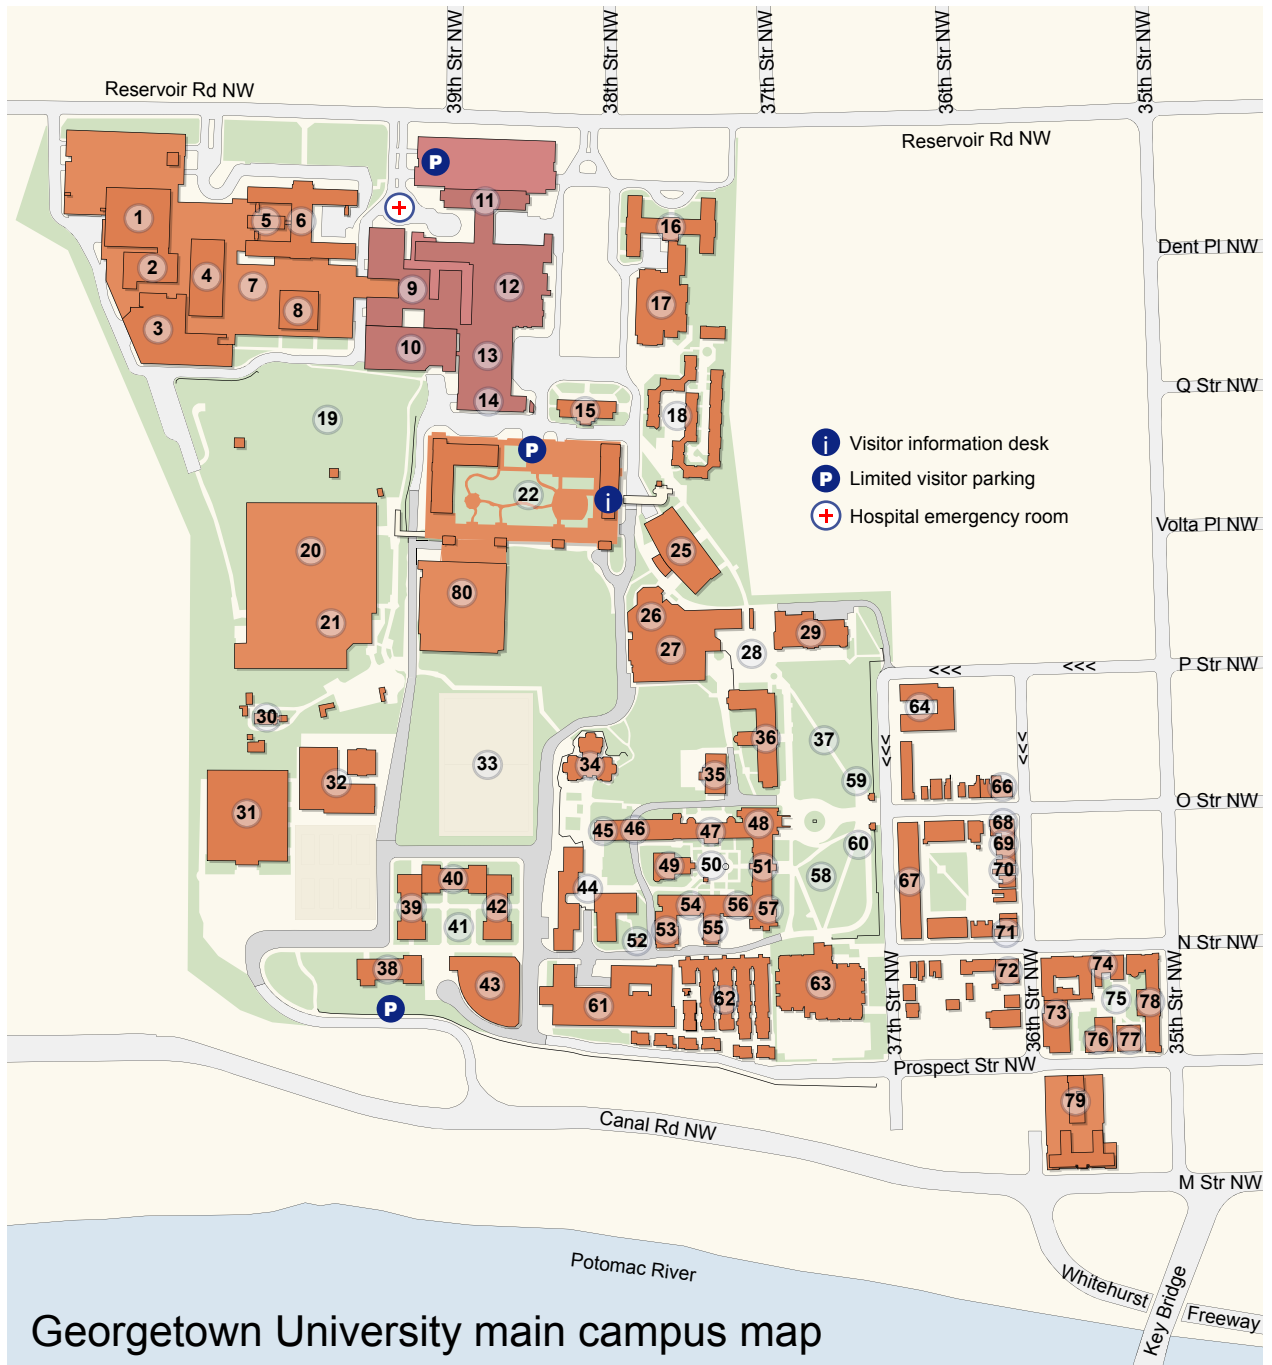 39th Str NW
38th Str NW
37th Str NW
36th Str NW
35th Str NW
Reservoir Rd NW
Reservoir Rd NW
P
11
1
5
6
16
Dent Pl NW
2
4
7
9
12
8
17
3
10
13
Q Str NW
14
15
18
19
i Visitor information desk
P
P Limited visitor parking
22
i
Hospital emergency room
Volta Pl NW
20
25
80
21
26
29
27
28
P Str NW
<<<
<<<
64
30
36
37
<<<
<<<
33
34
35
59
32
66
O Str NW
31
45
46
47
48
68
69
60
49
50
51
70
40
44
58
67
39
42
54
56
57
41
53
55
71
52
N Str NW
38
74
72
43
62
63
75
78
P
61
73
37th Str NW
36th Str NW
35th Str NW
76
77
Prospect Str NW
79
Canal Rd NW
M Str NW
Potomac River
Whitehurst
Freeway
Key Bridge
Georgetown University main campus map